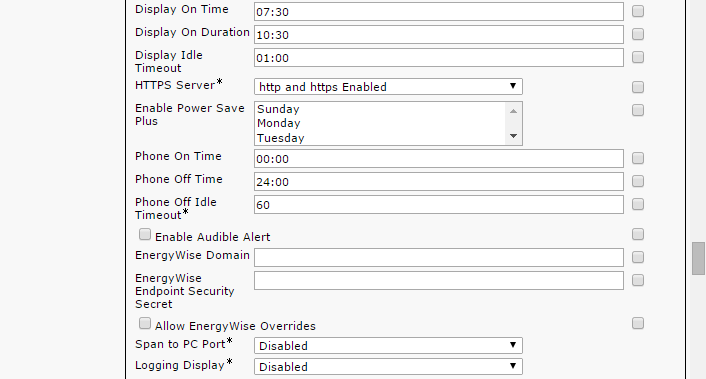 Display On Time 07:30
Display On Duration 10:30
Display Idle 01:00
Timeout
HTTPS Server* http and https Enabled
Enable Power Save Sunday
Plus Monday
Tuesday
Phone On Time 00:00
Phone Off Time 24:00
Phone Off Idle 60
Timeout*
Enable Audible Alert
EnergyWise Domain
EnergyWise
Endpoint Security
Secret
Allow EnergyWise Overrides
Span to PC Port* Disabled
Logging Display* Disabled